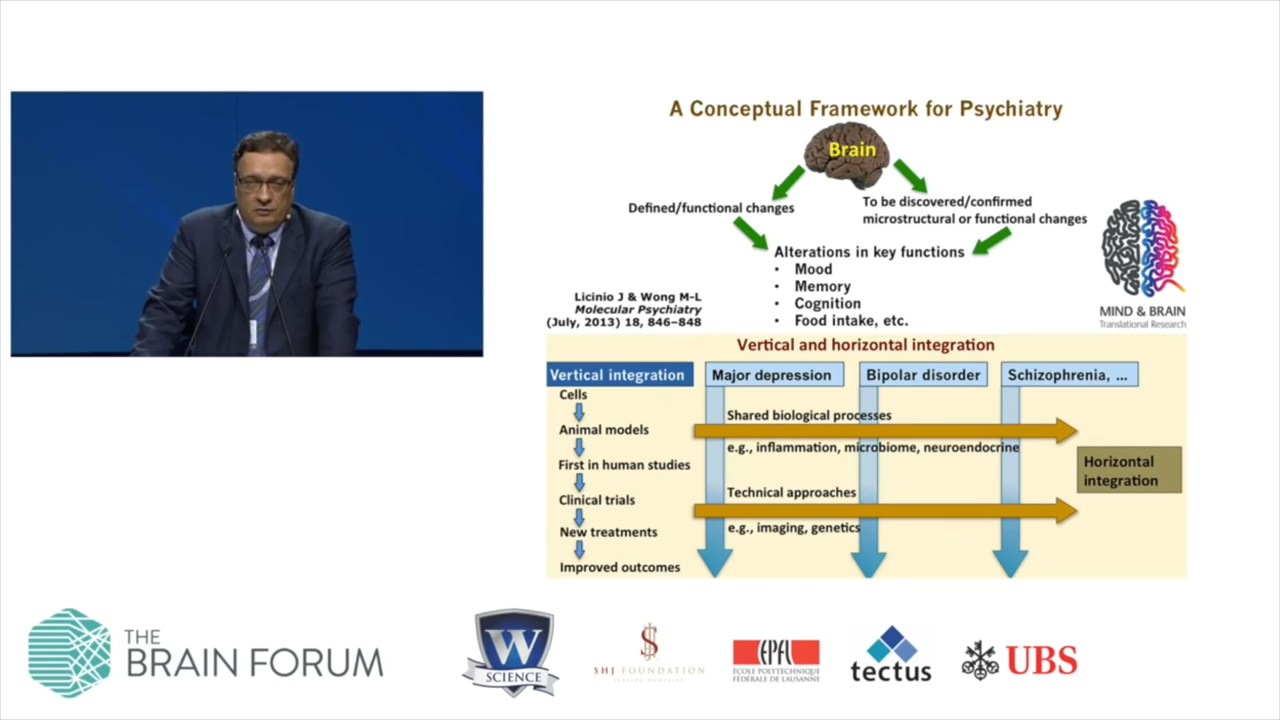 A Conceptual Framework for Psychiatry
Brain
Defined/functional changes
To be discovered/confirmed
microstructural or functional changes
Alterations in key functions
• Mood
• Memory
• Cognition
• Food intake, etc.
Licinio J & Wong M-L
Molecular Psychiatry
(July, 2013) 18, 846–848
MIND & BRAIN
Translational Research
Vertical and horizontal integration
Vertical integration
Major depression
Bipolar disorder
Schizophrenia, ...
Cells
Animal models
First in human studies
Clinical trials
New treatments
Improved outcomes
Shared biological processes
e.g., inflammation, microbiome, neuroendocrine
Technical approaches
e.g., imaging, genetics
Horizontal
integration
THE
BRAIN FORUM
W
SCIENCE
SHJ FOUNDATION
EPFL
ECOLE POLYTECHNIQUE
FÉDÉRALE DE LAUSANNE
tectus
UBS